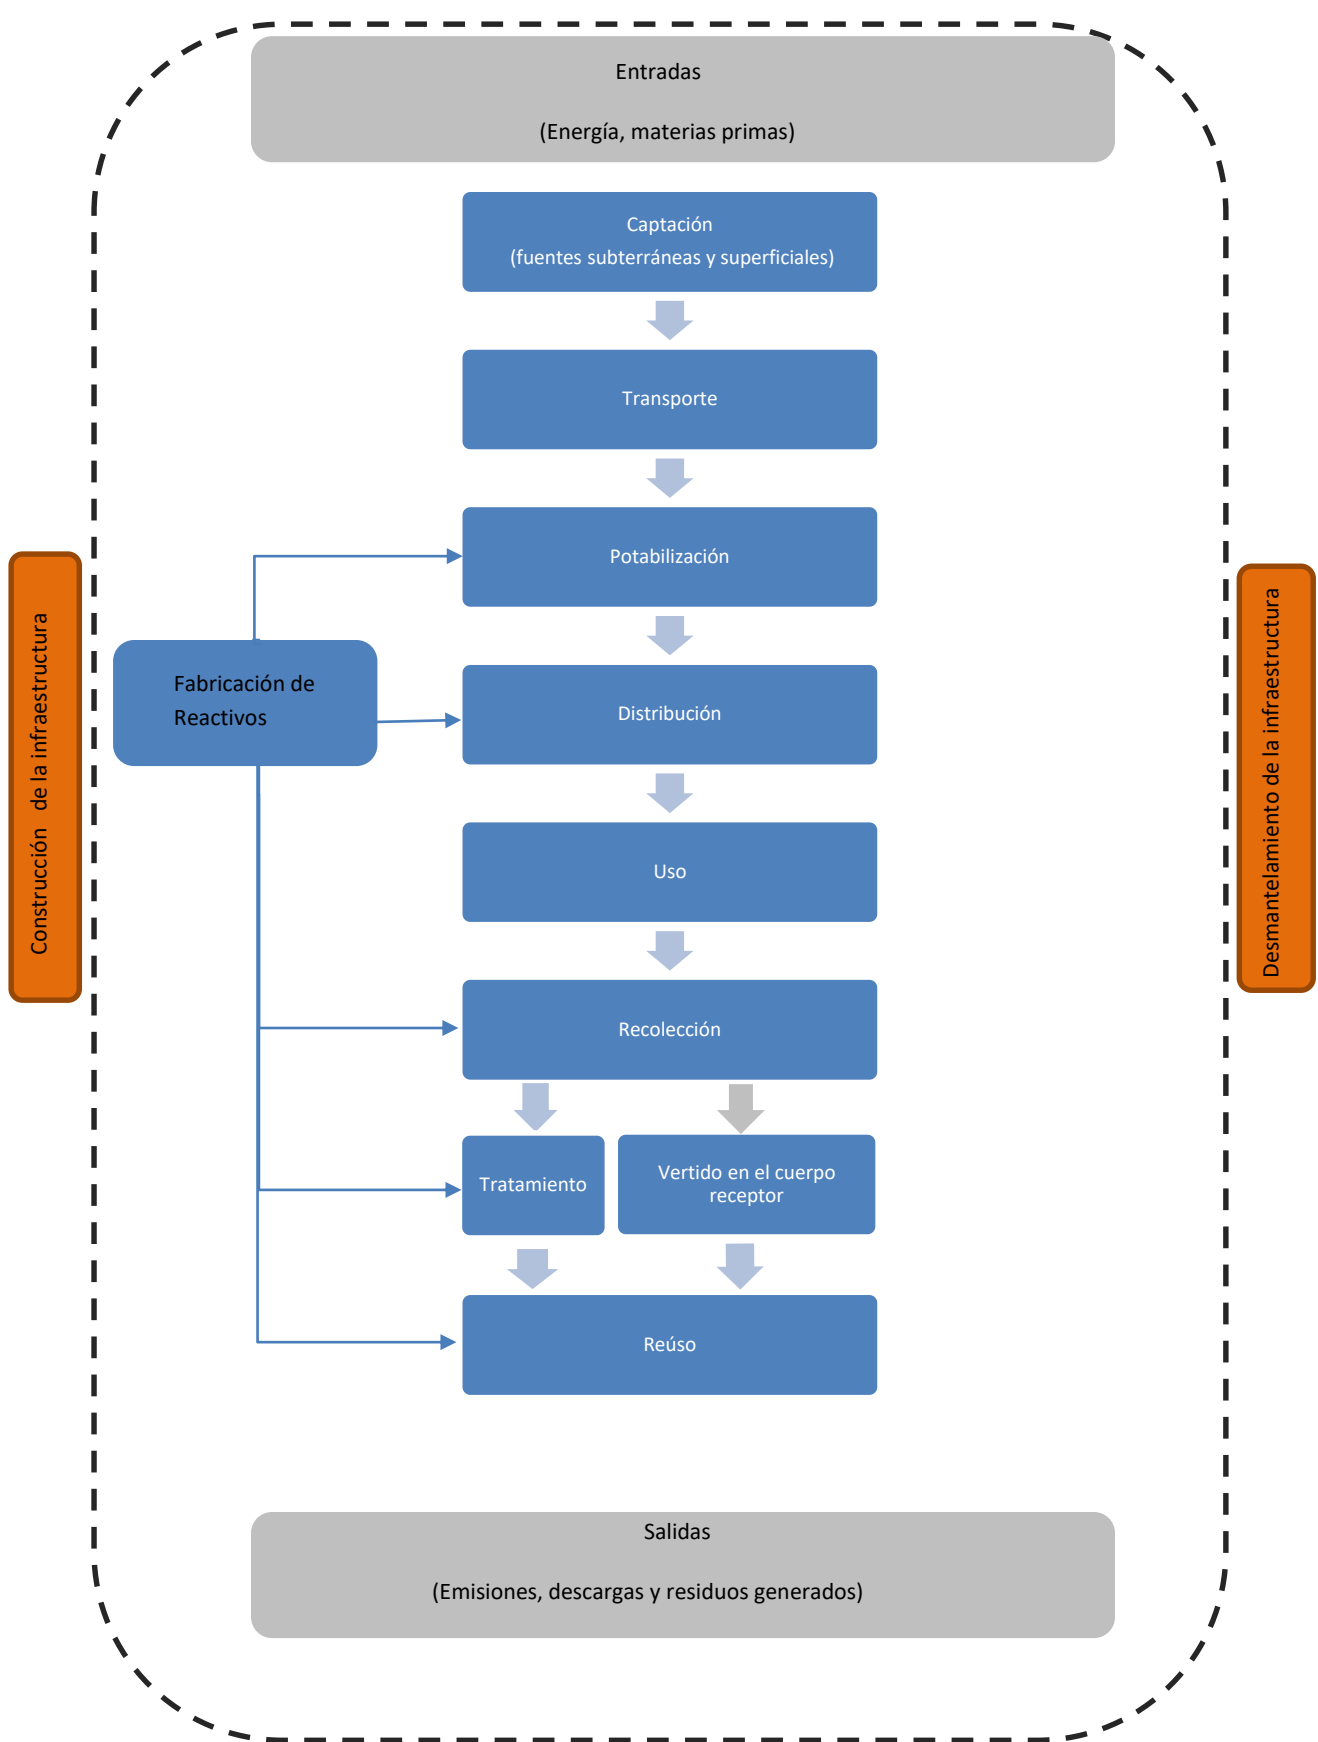 Entradas
(Energía, materias primas)
Captación
(fuentes subterráneas y superficiales)
Transporte
Potabilización
Construcción de la infraestructura
Desmantelamiento de la infraestructura
Fabricación de
Reactivos
Distribución
Uso
Recolección
Tratamiento
Vertido en el cuerpo
receptor
Reúso
Salidas
(Emisiones, descargas y residuos generados)